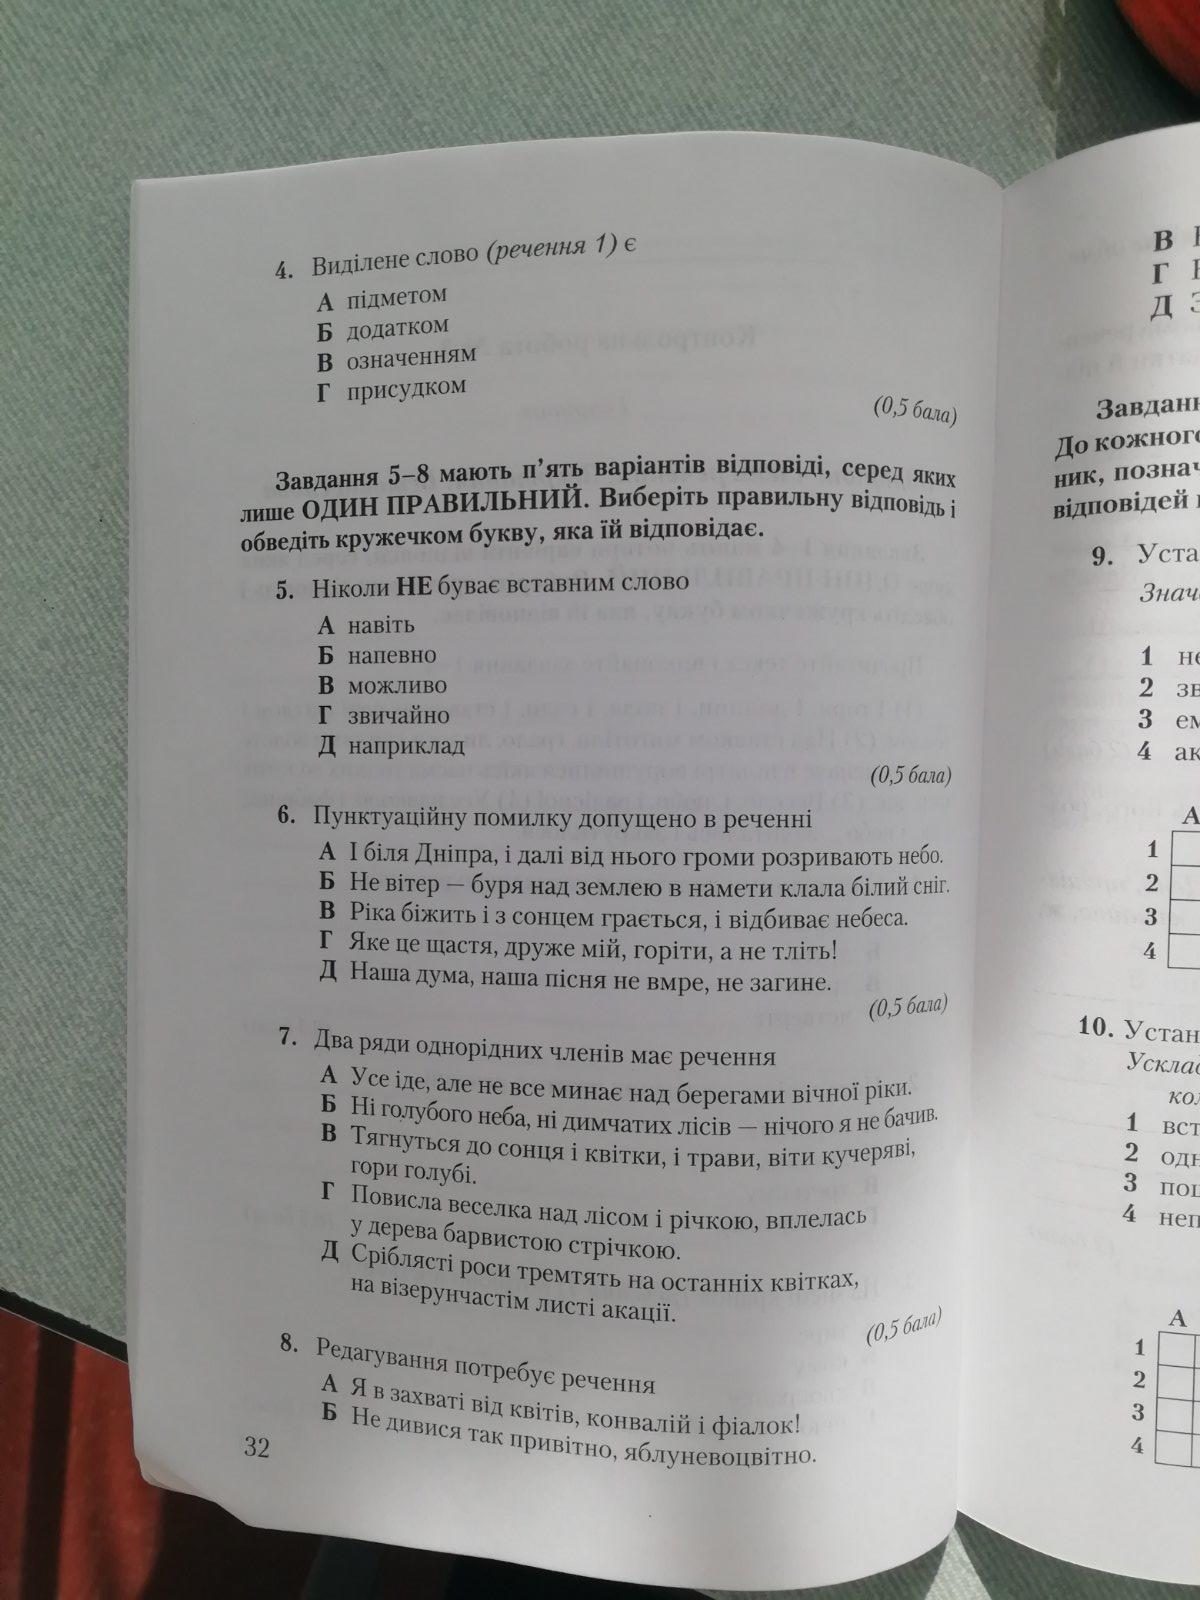 4. Виділене слово (речення 1) є
А підметом
Б додатком
В означенням
Г присудком
(0,5 бала)
Завдання 5–8 мають п’ять варіантів відповіді, серед яких
лише ОДИН ПРАВИЛЬНИЙ. Виберіть правильну відповідь і
обведіть кружечком букву, яка їй відповідає.
5. Ніколи НЕ буває вставним слово
А навіть
Б напевно
В можливо
Г звичайно
Д наприклад
(0,5 бала)
6. Пунктуаційну помилку допущено в реченні
А І біля Дніпра, і далі від нього громи розривають небо.
Б Не вітер — буря над землею в намети клала білий сніг.
В Ріка біжить і з сонцем грається, і відбиває небеса.
Г Яке це щастя, друже мій, горіти, а не тліть!
Д Наша дума, наша пісня не вмре, не загине.
(0,5 бала)
7. Два ряди однорідних членів має речення
А Усе іде, але не все минає над берегами вічної ріки.
Б Ні голубого неба, ні димчатих лісів — нічого я не бачив.
В Тягнуться до сонця і квітки, і трави, віти кучеряві,
гори голубі.
Г Повисла веселка над лісом і річкою, вплелась
у дерева барвистою стрічкою.
Д Сріблясті роси тремтять на останніх квітках,
на візерунчастім листі акації.
(0,5 бала)
8. Редагування потребує речення
А Я в захваті від квітів, конвалій і фіалок!
Б Не дивися так привітно, яблуневоцвітно.
32
В
Г
Д
До кожного
9.
1
2
3
4
А
1
2
3
4
10.
1
2
3
4
А
1
2
3
4